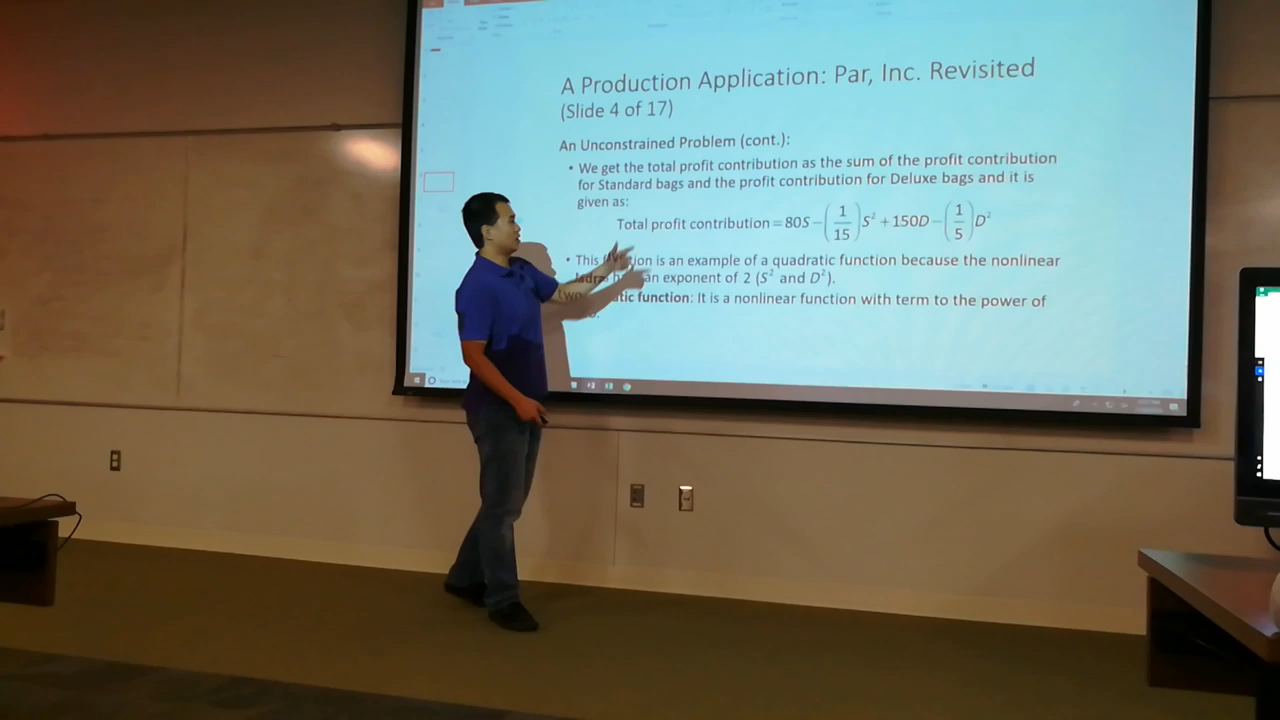 A Production Application: Par, Inc. Revisited
(Slide 4 of 17)
An Unconstrained Problem (cont.):
• We get the total profit contribution as the sum of the profit contribution
for Standard bags and the profit contribution for Deluxe bags and it is
given as:
Total profit contribution = 80S − (1/15) S² + 150D − (1/5) D²
• This is an example of a quadratic function because the nonlinear
an exponent of 2 (S² and D²).
function: It is a nonlinear function with term to the power of